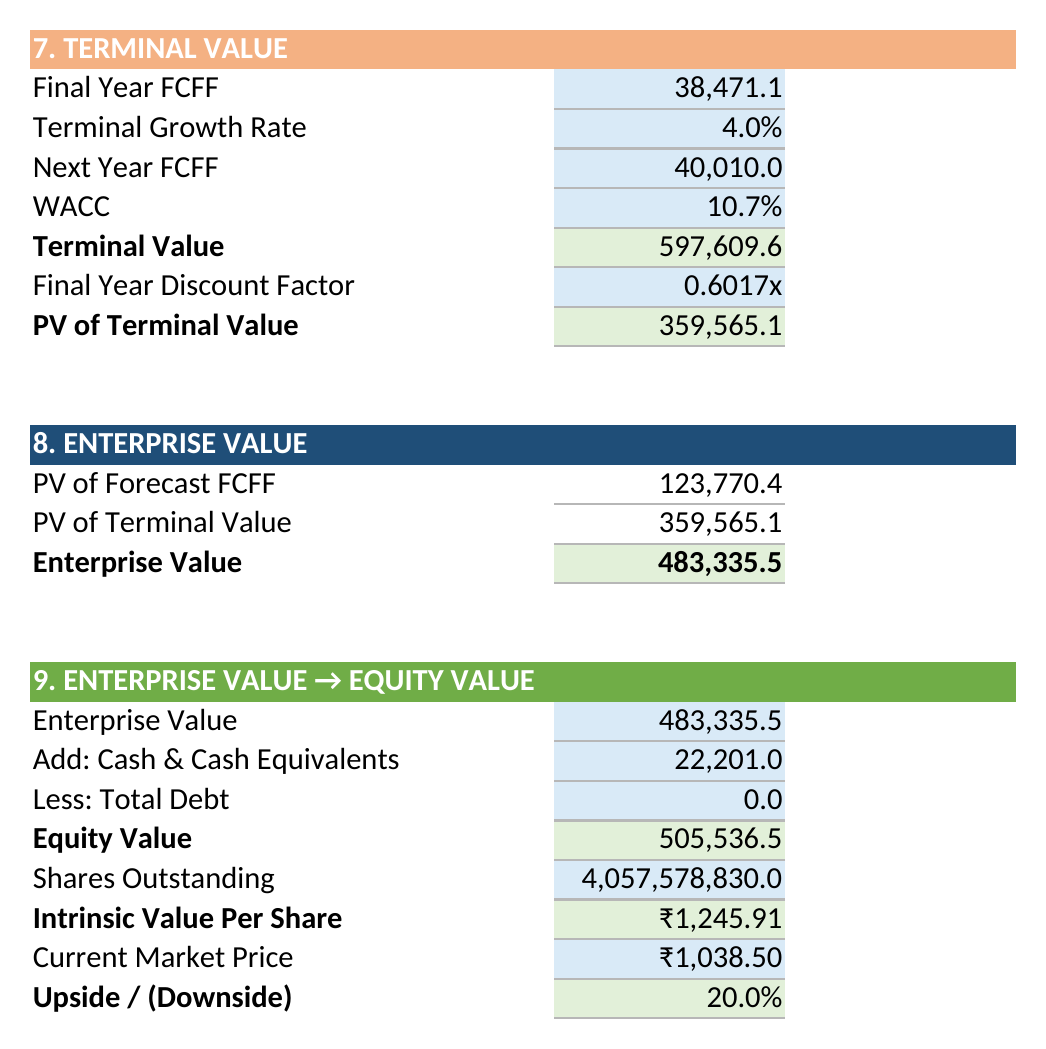 7. TERMINAL VALUE
Final Year FCFF 38,471.1
Terminal Growth Rate 4.0%
Next Year FCFF 40,010.0
WACC 10.7%
Terminal Value 597,609.6
Final Year Discount Factor 0.6017x
PV of Terminal Value 359,565.1
8. ENTERPRISE VALUE
PV of Forecast FCFF 123,770.4
PV of Terminal Value 359,565.1
Enterprise Value 483,335.5
9. ENTERPRISE VALUE → EQUITY VALUE
Enterprise Value 483,335.5
Add: Cash & Cash Equivalents 22,201.0
Less: Total Debt 0.0
Equity Value 505,536.5
Shares Outstanding 4,057,578,830.0
Intrinsic Value Per Share ₹1,245.91
Current Market Price ₹1,038.50
Upside / (Downside) 20.0%